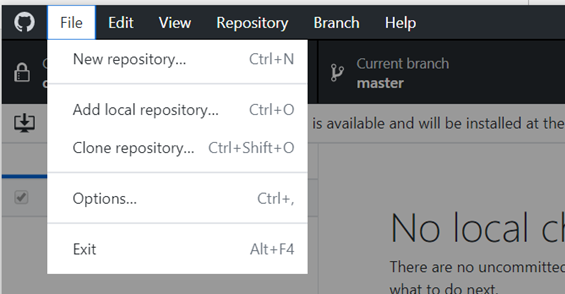 File Edit View Repository Branch Help
New repository... Ctrl+N
Current branch
master
Add local repository... Ctrl+O
is available and will be installed at the
Clone repository... Ctrl+Shift+O
Options... Ctrl+,
No local c
Exit Alt+F4
There are no uncommitted
what to do next.